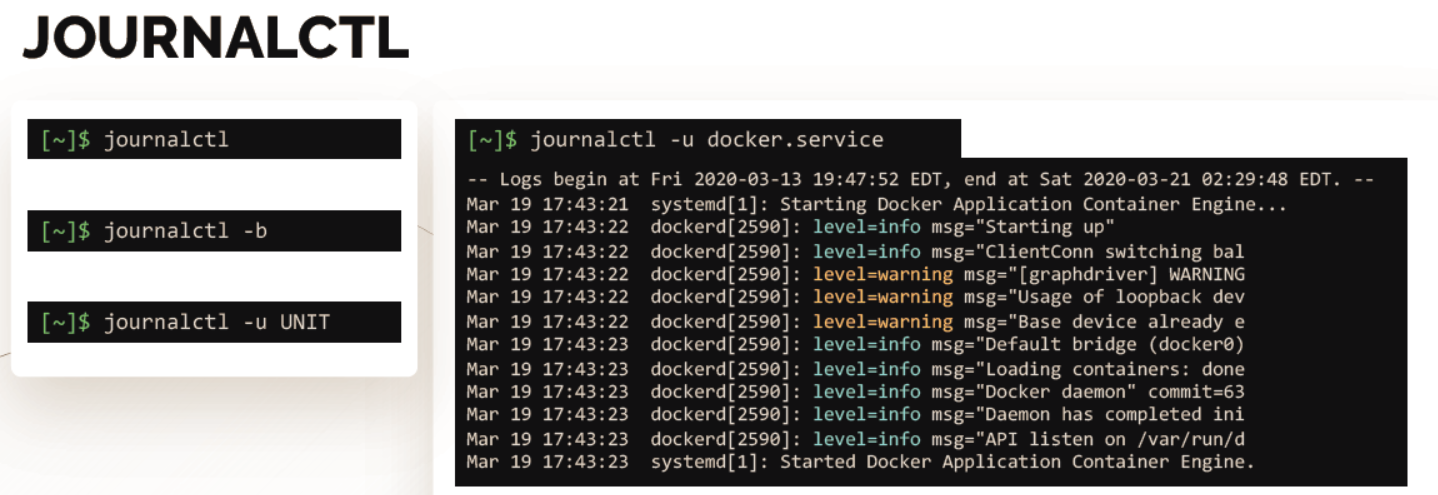 JOURNALCTL
[~]$ journalctl
[~]$ journalctl -b
[~]$ journalctl -u UNIT
[~]$ journalctl -u docker.service
-- Logs begin at Fri 2020-03-13 19:47:52 EDT, end at Sat 2020-03-21 02:29:48 EDT. --
Mar 19 17:43:21 systemd[1]: Starting Docker Application Container Engine...
Mar 19 17:43:22 dockerd[2590]: level=info msg="Starting up"
Mar 19 17:43:22 dockerd[2590]: level=info msg="ClientConn switching bal
Mar 19 17:43:22 dockerd[2590]: level=warning msg="[graphdriver] WARNING
Mar 19 17:43:22 dockerd[2590]: level=warning msg="Usage of loopback dev
Mar 19 17:43:22 dockerd[2590]: level=warning msg="Base device already e
Mar 19 17:43:23 dockerd[2590]: level=info msg="Default bridge (docker0)
Mar 19 17:43:23 dockerd[2590]: level=info msg="Loading containers: done
Mar 19 17:43:23 dockerd[2590]: level=info msg="Docker daemon" commit=63
Mar 19 17:43:23 dockerd[2590]: level=info msg="Daemon has completed ini
Mar 19 17:43:23 dockerd[2590]: level=info msg="API listen on /var/run/d
Mar 19 17:43:23 systemd[1]: Started Docker Application Container Engine.